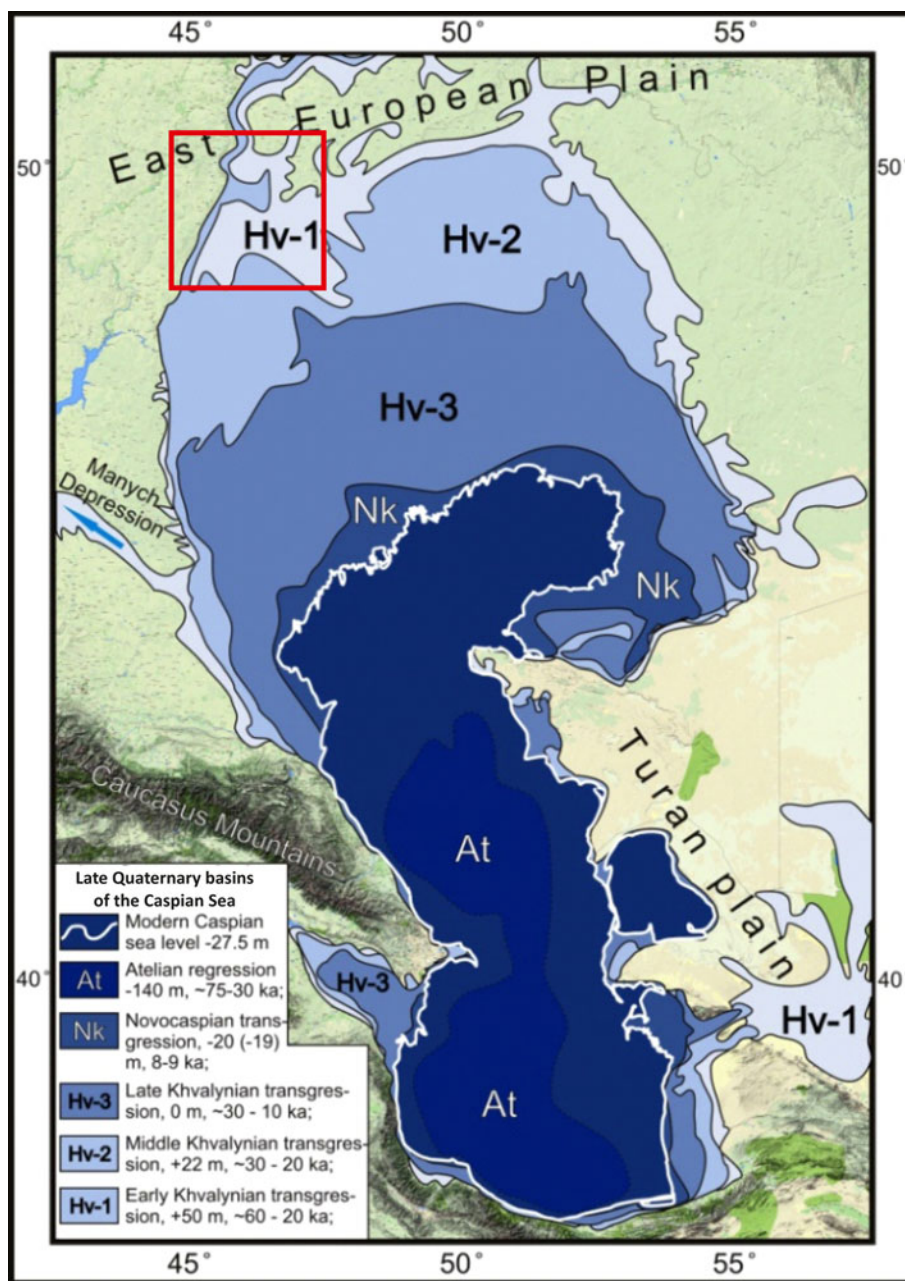 45° 50° 55°
East European Plain
50° 50°
Hv-1
Hv-2
Hv-3
Manych
Depression
Nk
Nk
Caucasus Mountains
Turan plain
At
Hv-3
At
Hv-1
40° 40°
Late Quaternary basins
of the Caspian Sea
Modern Caspian
sea level -27.5 m
At
Atelian regression
-140 m, ~75-30 ka;
Nk
Novocaspian trans-
gression, -20 (-19)
m, 8-9 ka;
Hv-3
Late Khvalynian transgres-
sion, 0 m, ~30 - 10 ka;
Hv-2
Middle Khvalynian transgres-
sion, +22 m, ~30 - 20 ka;
Hv-1
Early Khvalynian transgres-
sion, +50 m, ~60 - 20 ka;
45° 50° 55°